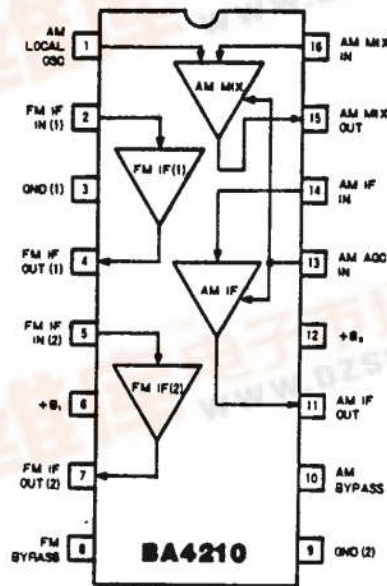 AM
LOCAL
OSC
1
16
AM MIX
IN
AM MIX
FM IF
IN (1)
2
15
AM MIX
OUT
GND (1)
3
FM IF(1)
14
AM IF
IN
FM IF
OUT (1)
4
13
AM AGC
IN
AM IF
FM IF
IN (2)
5
12
+B₂
+B₁
6
FM IF(2)
11
AM IF
OUT
FM IF
OUT (2)
7
10
AM
BYPASS
FM
BYPASS
8
BA4210
9
GND (2)